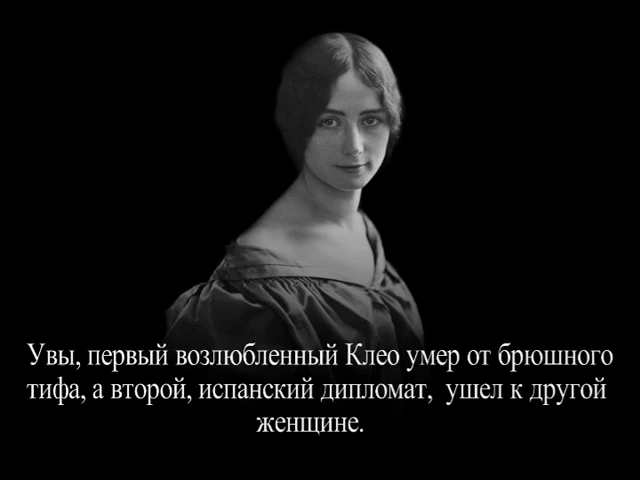 Увы, первый возлюбленный Клео умер от брюшного
тифа, а второй, испанский дипломат,  ушел к другой
женщине.